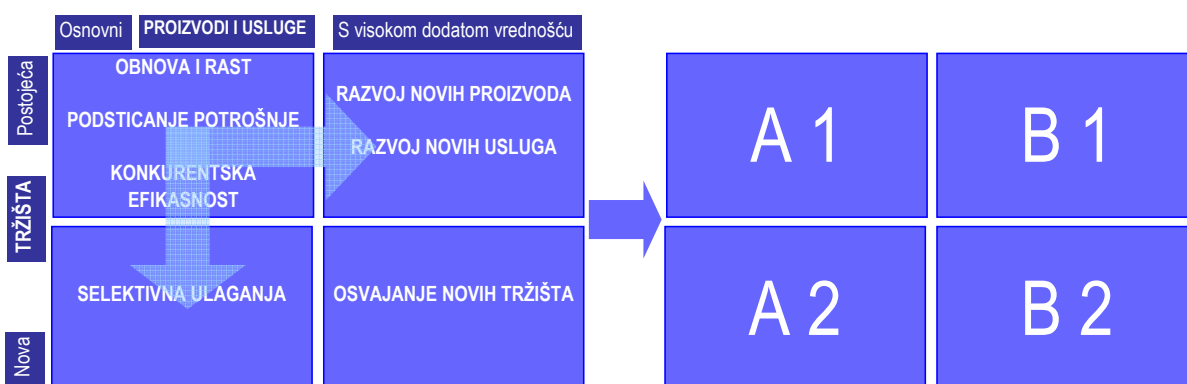 Osnovni
PROIZVODI I USLUGE
S visokom dodatom vrednošću
Postojeća
TRŽIŠTA
Nova
OBNOVA I RAST
PODSTICANJE POTROŠNJE
KONKURENTSKA
EFIKASNOST
RAZVOJ NOVIH PROIZVODA
RAZVOJ NOVIH USLUGA
SELEKTIVNA ULAGANJA
OSVAJANJE NOVIH TRŽIŠTA
A 1
B 1
A 2
B 2